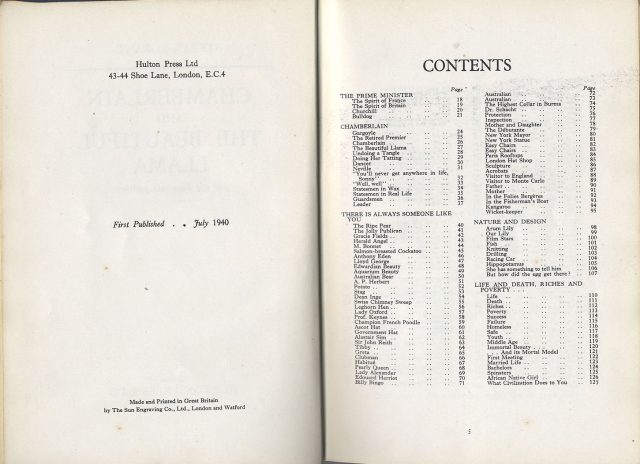 Hulton Press Ltd
43-44 Shoe Lane, London, E.C.4
First Published . . July 1940
Made and Printed in Great Britain
by The Sun Engraving Co., Ltd., London and Watford
CONTENTS
Page
THE PRIME MINISTER
The Spirit of France .. .. .. 18
The Spirit of Britain .. .. .. 19
Churchill .. .. .. .. 20
Bulldog .. .. .. .. 21
CHAMBERLAIN
Gargoyle .. .. .. .. 24
The Retired Premier .. .. .. 25
Chamberlain .. .. .. .. 26
The Beautiful Llama .. .. .. 27
Undoing a Tangle .. .. .. 28
Doing Her Tatting .. .. .. 29
Dancer .. .. .. .. 30
Neville .. .. .. .. 31
"You'll never get anywhere in life,
Sonny" .. .. .. .. 32
"Well, well" .. .. .. .. 33
Statesmen in Wax .. .. .. 34
Statesmen in Real Life .. .. .. 35
Guardsmen .. .. .. .. 36
Leader .. .. .. .. 37
THERE IS ALWAYS SOMEONE LIKE
YOU
The Ripe Pear .. .. .. .. 40
The Jolly Publican .. .. .. 41
Gracie Fields .. .. .. .. 42
Herald Angel .. .. .. .. 43
M. Bonnet .. .. .. .. 44
Salmon-breasted Cockatoo .. .. 45
Anthony Eden .. .. .. .. 46
Lloyd George .. .. .. .. 47
Edwardian Beauty .. .. .. 48
Aquarium Beauty .. .. .. 49
Australian Bear .. .. .. 50
A. P. Herbert .. .. .. .. 51
Potato .. .. .. .. 52
Stag .. .. .. .. 53
Dean Inge .. .. .. .. 54
Swiss Chimney Sweep .. .. .. 55
Leghorn Hen .. .. .. .. 56
Lady Oxford .. .. .. .. 57
Prof. Keynes .. .. .. .. 58
Champion French Poodle .. .. 59
Ascot Hat .. .. .. .. 60
Government Hat .. .. .. 61
Alastair Sim .. .. .. .. 62
Sir John Reith .. .. .. .. 63
Tibby .. .. .. .. 64
Greta .. .. .. .. 65
Clubman .. .. .. .. 66
Habitué .. .. .. .. 67
Pearly Queen .. .. .. .. 68
Lady Alexander .. .. .. 69
Edouard Herriot .. .. .. 70
Billy Bingo .. .. .. .. 71
Page
Australian .. .. .. .. 72
Australian .. .. .. .. 73
The Highest Collar in Burma .. 74
Dr. Schacht .. .. .. .. 75
Protection .. .. .. .. 76
Inspection .. .. .. .. 77
Mother and Daughter .. .. .. 78
The Débutante .. .. .. .. 79
New York Mayor .. .. .. 80
New York Statue .. .. .. 81
Easy Chairs .. .. .. .. 82
Easy Chairs .. .. .. .. 83
Paris Rooftops .. .. .. 84
London Hat Shop .. .. .. 85
Sculpture .. .. .. .. 86
Acrobats .. .. .. .. 87
Visitor to England .. .. .. 88
Visitor to Monte Carlo .. .. 89
Father .. .. .. .. 90
Mother .. .. .. .. 91
In the Folies Bergères .. .. 92
In the Fisherman's Boat .. .. 93
Kangaroo .. .. .. .. 94
Wicket-keeper .. .. .. .. 95
NATURE AND DESIGN
Arum Lily .. .. .. .. 98
Our Lily .. .. .. .. 99
Film Stars .. .. .. .. 100
Fish .. .. .. .. 101
Knitting .. .. .. .. 102
Drilling .. .. .. .. 103
Racing Car .. .. .. .. 104
Hippopotamus .. .. .. .. 105
She has something to tell him .. 106
But how did the egg get there? .. 107
LIFE AND DEATH, RICHES AND
POVERTY . . .
Life .. .. .. .. 110
Death .. .. .. .. 111
Riches .. .. .. .. 112
Poverty .. .. .. .. 113
Success .. .. .. .. 114
Failure .. .. .. .. 115
Homeless .. .. .. .. 116
Safe .. .. .. .. 117
Youth .. .. .. .. 118
Middle Age .. .. .. .. 119
Immortal Beauty .. .. .. 120
. . . And its Mortal Model .. .. 121
First Meeting .. .. .. .. 122
Married Life .. .. .. .. 123
Bachelors .. .. .. .. 124
Spinsters .. .. .. .. 125
African Native Girl .. .. .. 126
What Civilization Does to You .. 127
5